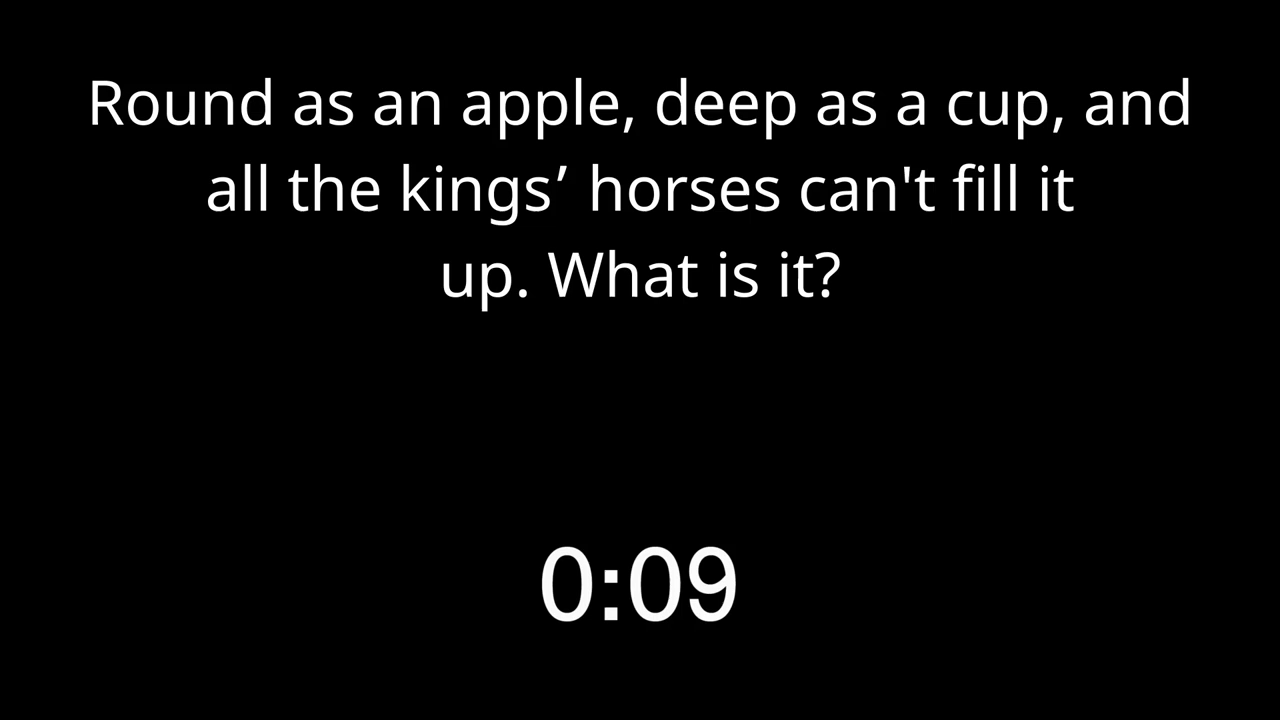 Round as an apple, deep as a cup, and
all the kings’ horses can't fill it
up. What is it?
0:09